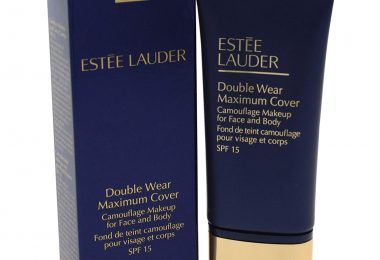 ESTĒE LAUDER
Double Wear
Maximum Cover
Camouflage Makeup
for Face and Body
Fond de teint camouflage
pour visage et corps
SPF 15
ESTĒE
LAUDER
Double Wear
Maximum Cover
Camouflage Makeup
for Face and Body
Fond de teint camouflage
pour visage et corps
SPF 15